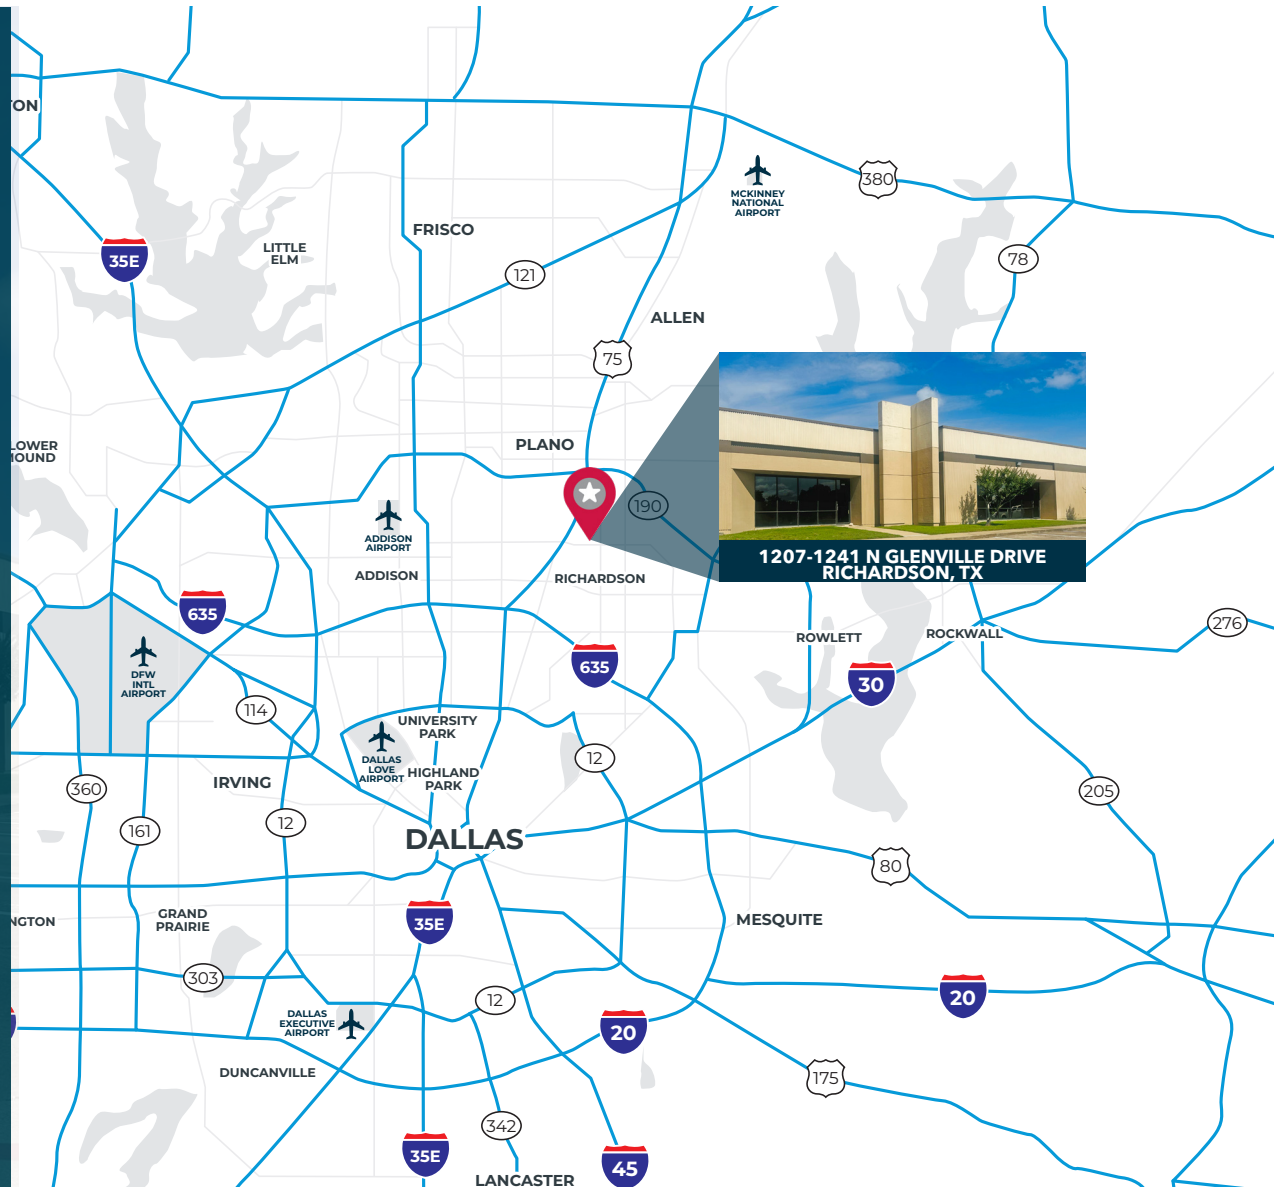 TON
380
MCKINNEY
NATIONAL
AIRPORT
FRISCO
LITTLE
ELM
35E
121
78
ALLEN
75
PLANO
LOWER
MOUND
190
ADDISON
AIRPORT
ADDISON
RICHARDSON
1207-1241 N GLENVILLE DRIVE
RICHARDSON, TX
635
276
ROWLETT
ROCKWALL
635
30
DFW
INTL
AIRPORT
114
UNIVERSITY
PARK
DALLAS
LOVE
AIRPORT
HIGHLAND
PARK
12
IRVING
360
205
161
12
DALLAS
80
35E
NGTON
GRAND
PRAIRIE
MESQUITE
303
12
20
DALLAS
EXECUTIVE
AIRPORT
20
DUNCANVILLE
175
342
35E
45
LANCASTER